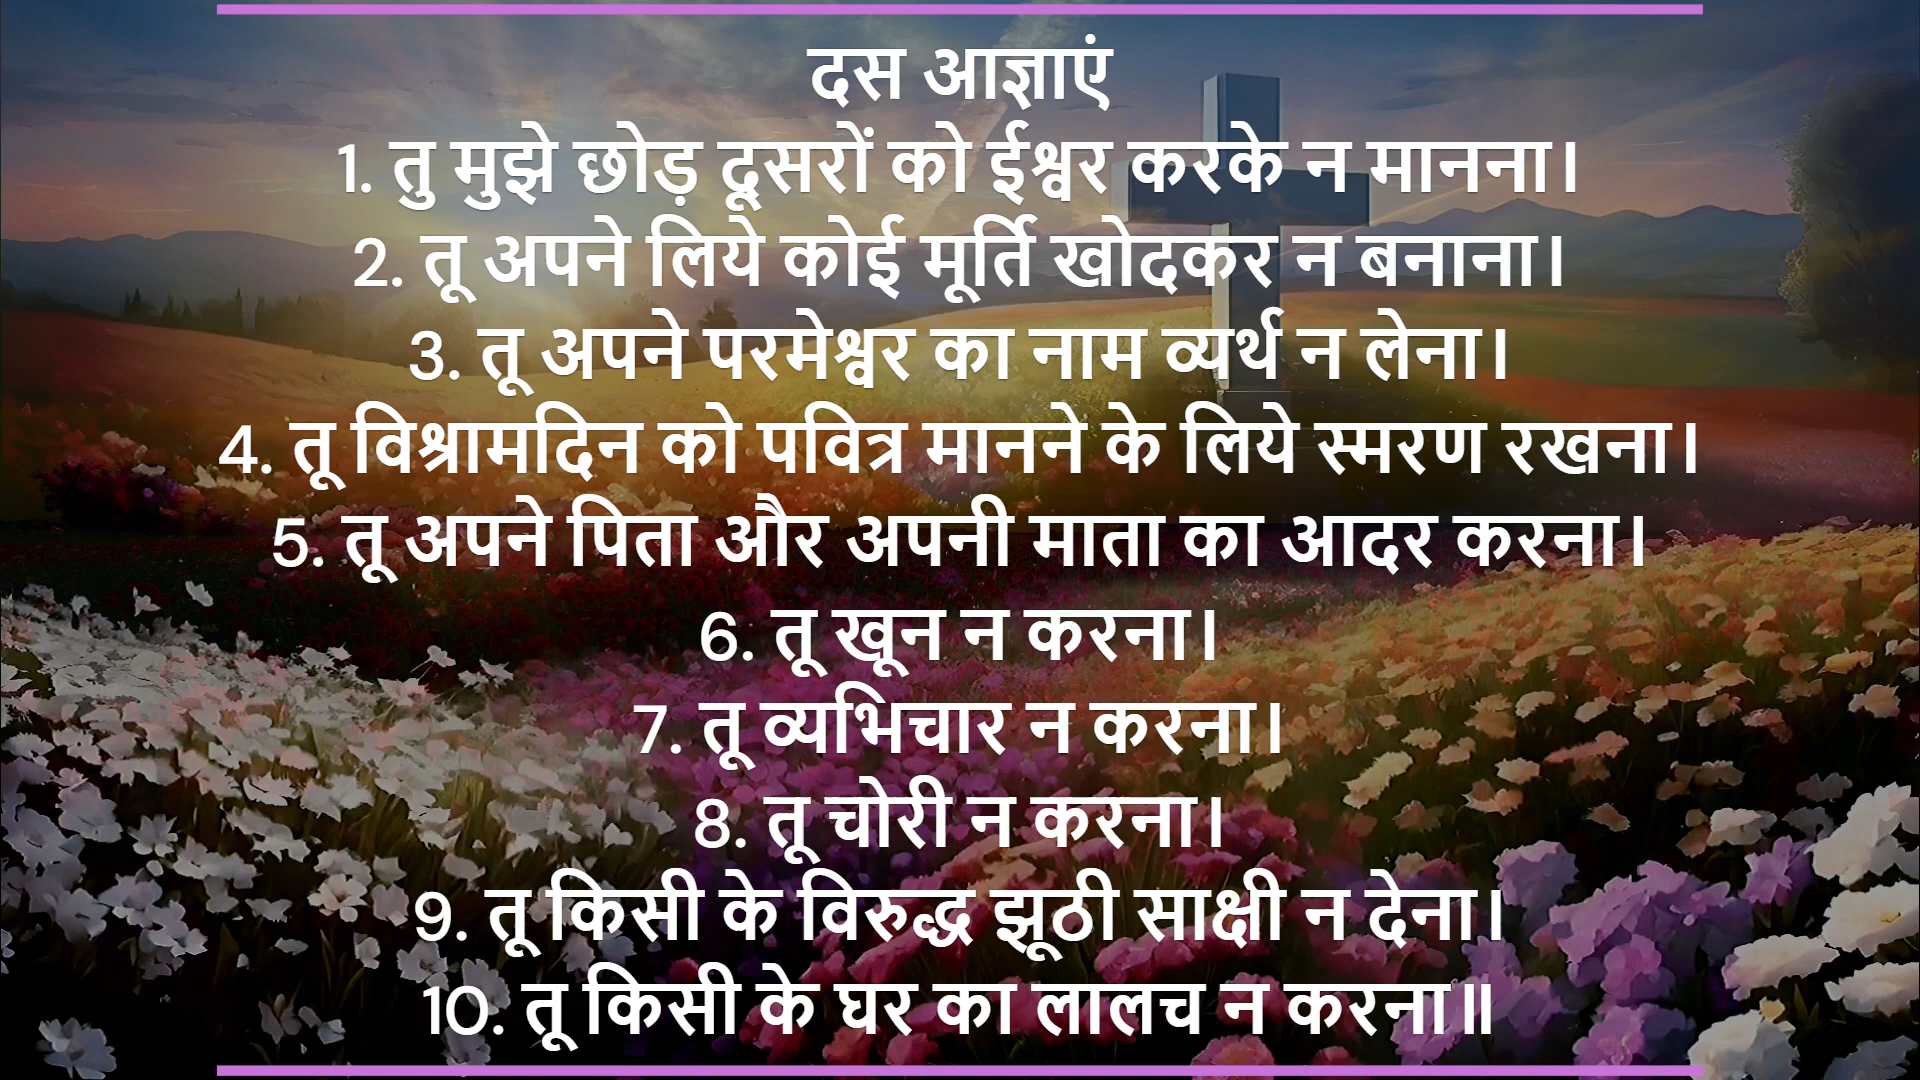 दस आज्ञाएं
1. तु मुझे छोड़ दूसरों को ईश्वर करके न मानना।
2. तू अपने लिये कोई मूर्ति खोदकर न बनाना।
3. तू अपने परमेश्वर का नाम व्यर्थ न लेना।
4. तू विश्रामदिन को पवित्र मानने के लिये स्मरण रखना।
5. तू अपने पिता और अपनी माता का आदर करना।
6. तू खून न करना।
7. तू व्यभिचार न करना।
8. तू चोरी न करना।
9. तू किसी के विरुद्ध झूठी साक्षी न देना।
10. तू किसी के घर का लालच न करना॥